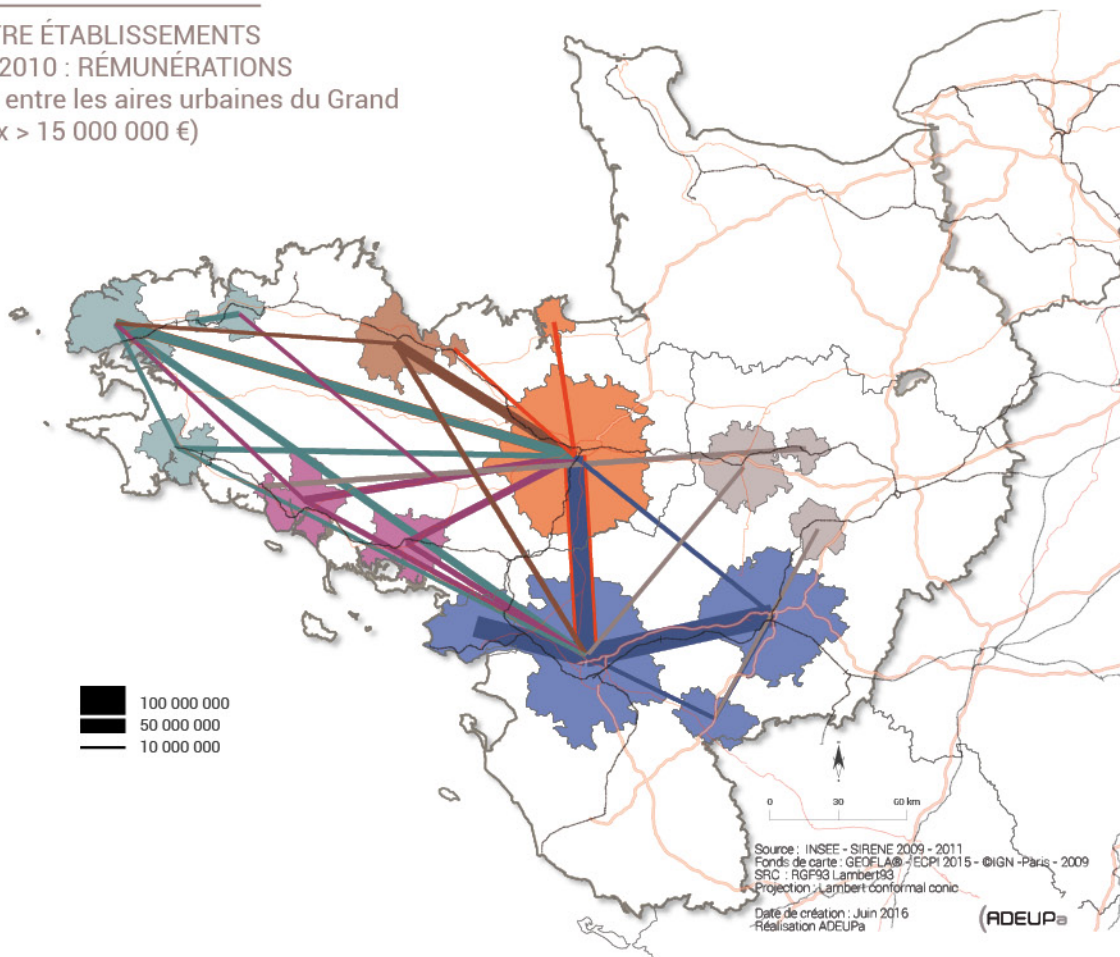 TRE ÉTABLISSEMENTS
2010 : RÉMUNÉRATIONS
entre les aires urbaines du Grand
x > 15 000 000 €)
100 000 000
50 000 000
10 000 000
0 30 60 km
Source : INSEE - SIRENE 2009 - 2011
Fonds de carte : GEOFLA® - ECPI 2015 - ©IGN -Paris - 2009
SRC : RGF93 Lambert93
Projection : Lambert conformal conic
Date de création : Juin 2016
Réalisation ADEUPa
(ADEUPa